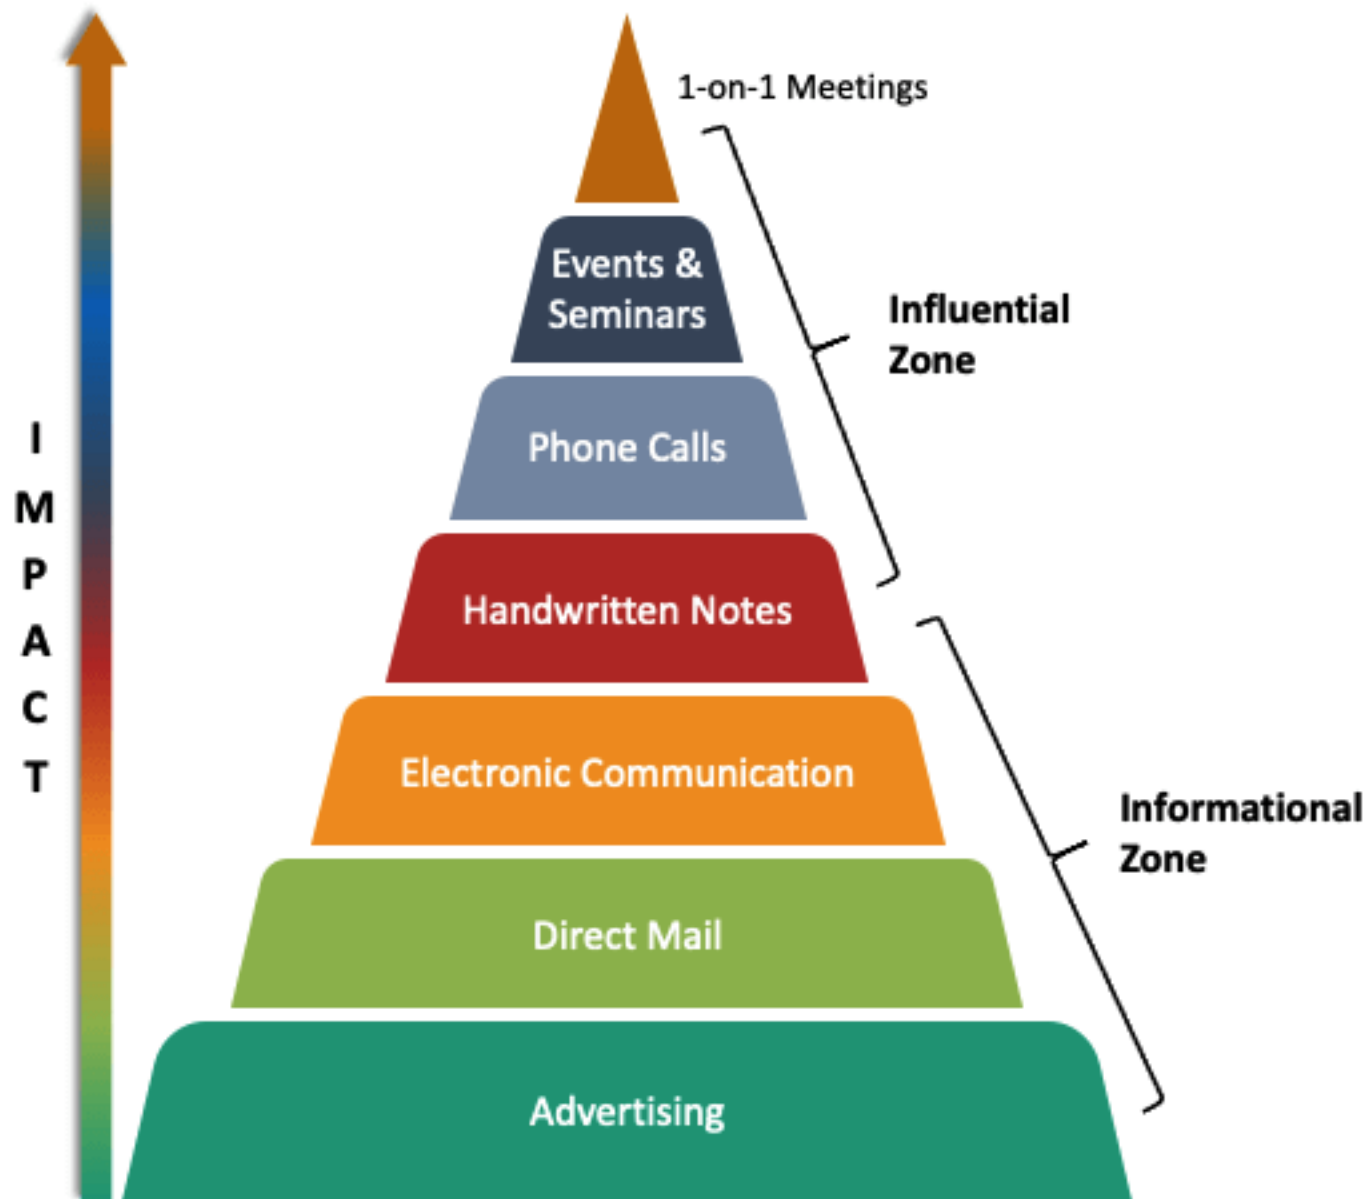 1-on-1 Meetings
Events &
Seminars
Influential
Zone
Phone Calls
I
M
P
A
C
T
Handwritten Notes
Electronic Communication
Informational
Zone
Direct Mail
Advertising